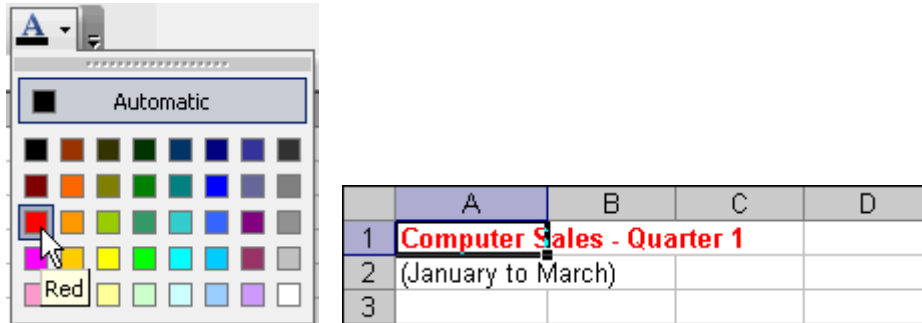 A
Automatic
Red
A B C D
1 Computer Sales - Quarter 1
2 (January to March)
3